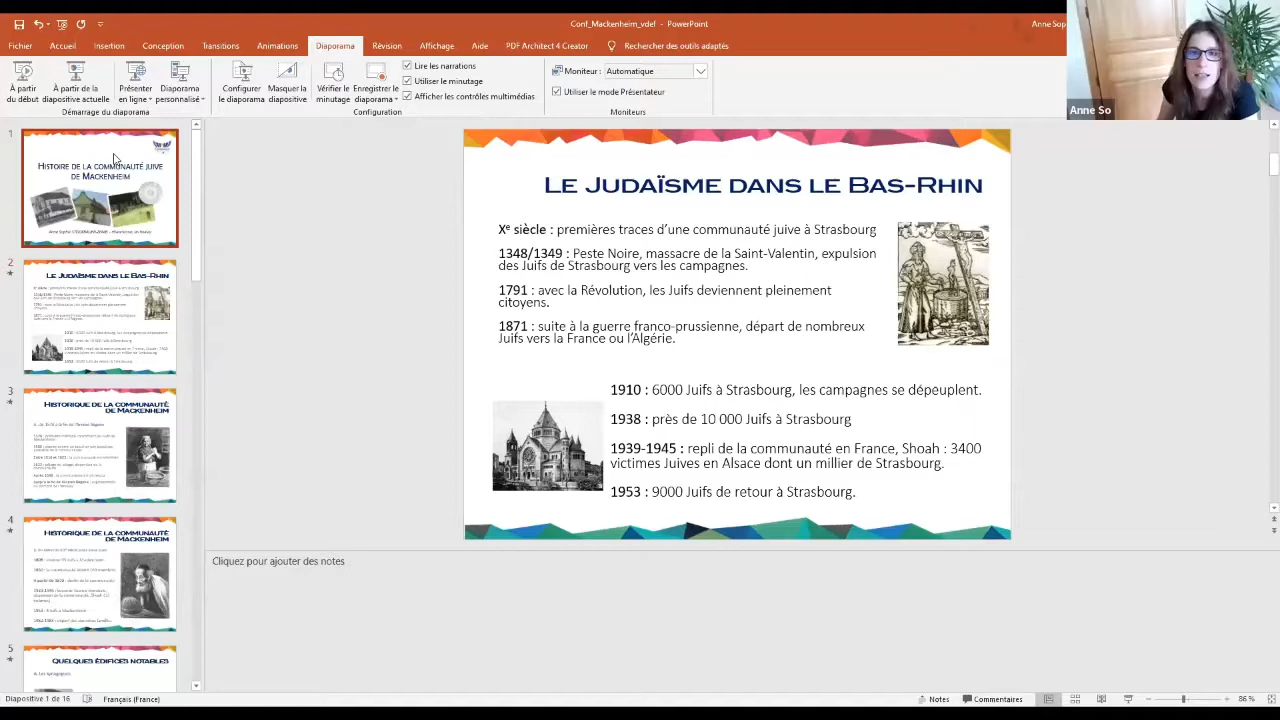 Conf_Mackenheim_vdef - PowerPoint
Anne Sop
Fichier Accueil Insertion Conception Transitions Animations Diaporama Révision Affichage Aide PDF Architect 4 Creator Rechercher des outils adaptés
À partir du début
À partir de la diapositive actuelle
Présenter en ligne
Diaporama personnalisé
Configurer le diaporama
Masquer la diapositive
Vérifier le minutage
Enregistrer le diaporama
Lire les narrations
Utiliser le minutage
Afficher les contrôles multimédias
Moniteur : Automatique
Utiliser le mode Présentateur
Démarrage du diaporama
Configuration
Moniteurs
Anne So
1
Histoire de la communauté juive
de Mackenheim
2
Le Judaïsme dans le Bas-Rhin
3
Historique de la communauté
de Mackenheim
4
Historique de la communauté
de Mackenheim
5
Quelques édifices notables
Le Judaïsme dans le Bas-Rhin
Xe siècle : premières traces d'une communauté juive à Strasbourg
1348/1349 : Peste Noire, massacre de la Saint-Valentin, expulsion
des Juifs de Strasbourg vers les campagnes.
1791 : avec la Révolution, les Juifs deviennent pleinement
citoyens.
1871 : suite à la guerre franco-prussienne, départ de nombreux
Juifs vers la France ou l'Algérie.
1910 : 6000 Juifs à Strasbourg, les campagnes se dépeuplent.
1938 : près de 10 000 Juifs à Strasbourg
1939-1945 : repli de la communauté en France, Shoah : 3400
victimes Juives en Alsace dont un millier de Strasbourg.
1953 : 9000 Juifs de retour à Strasbourg.
Cliquez pour ajouter des notes
Diapositive 1 de 16 Français (France) Notes Commentaires 86 %